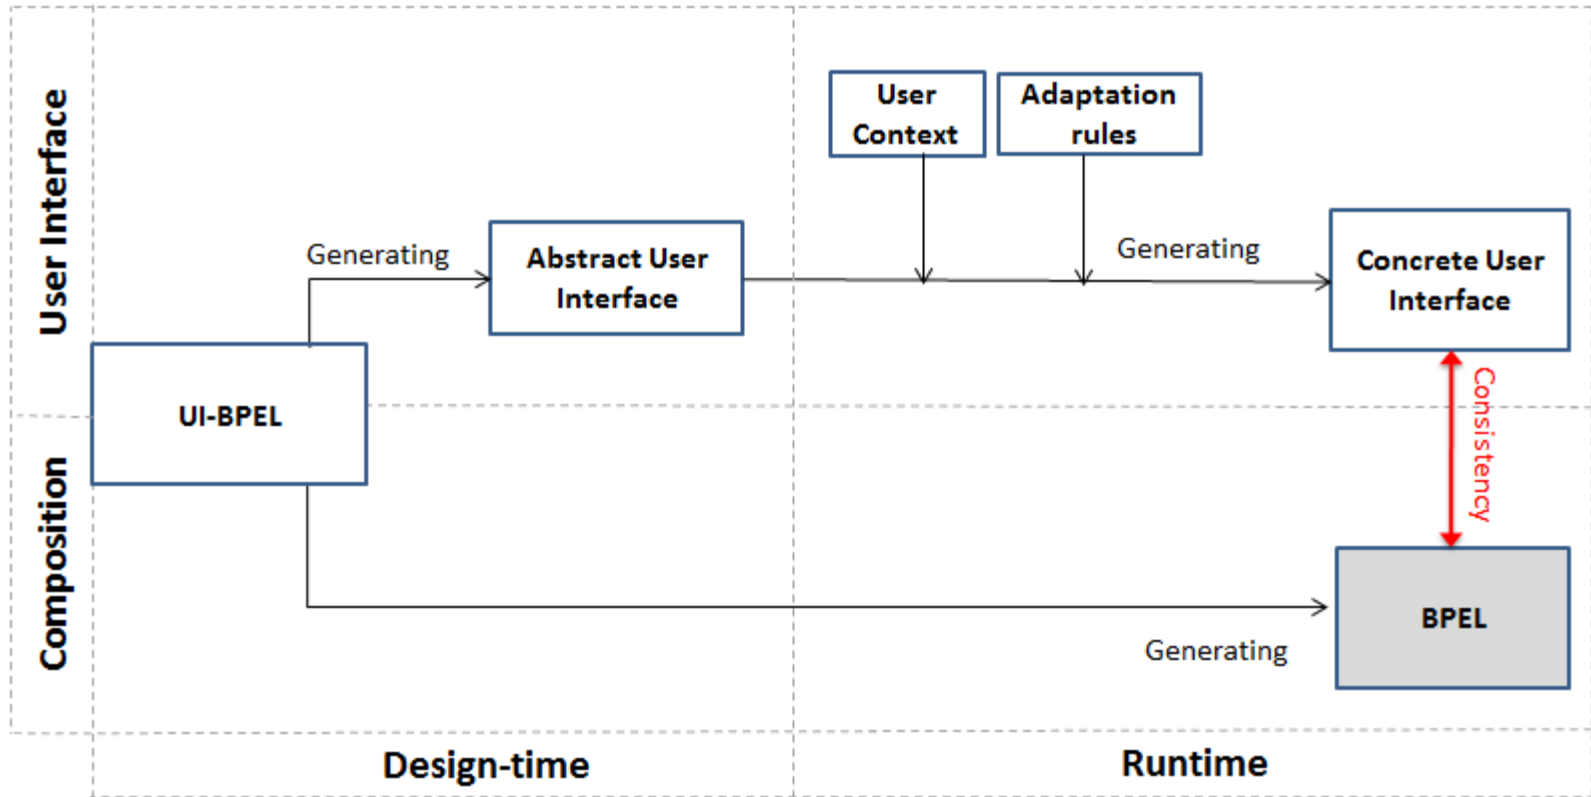 User Interface
User
Context
Adaptation
rules
Generating
Abstract User
Interface
Generating
Concrete User
Interface
UI-BPEL
Consistency
Composition
BPEL
Generating
Design-time
Runtime